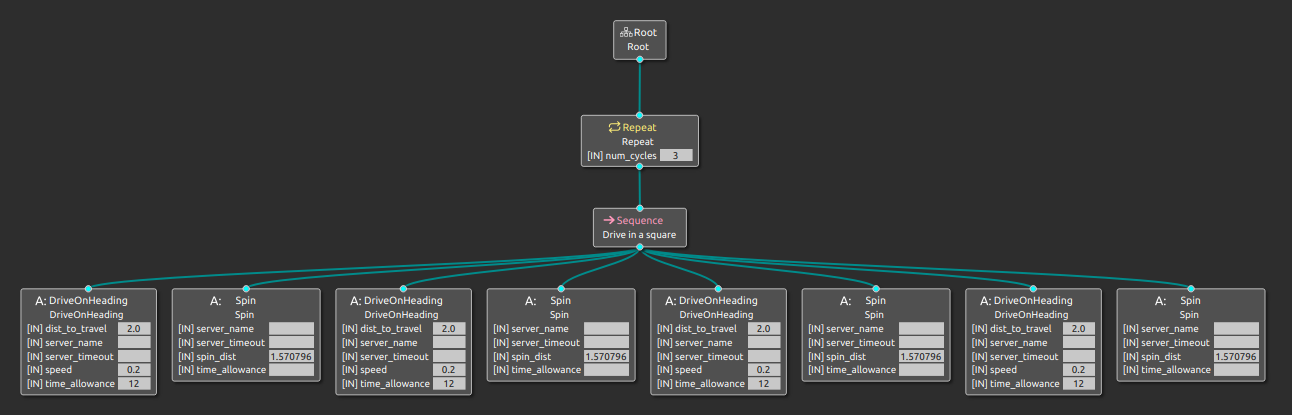 Root
Root
Repeat
Repeat
[IN] num_cycles 3
Sequence
Drive in a square
A: DriveOnHeading
DriveOnHeading
[IN] dist_to_travel 2.0
[IN] server_name
[IN] server_timeout
[IN] speed 0.2
[IN] time_allowance 12
A: Spin
Spin
[IN] server_name
[IN] server_timeout
[IN] spin_dist 1.570796
[IN] time_allowance
A: DriveOnHeading
DriveOnHeading
[IN] dist_to_travel 2.0
[IN] server_name
[IN] server_timeout
[IN] speed 0.2
[IN] time_allowance 12
A: Spin
Spin
[IN] server_name
[IN] server_timeout
[IN] spin_dist 1.570796
[IN] time_allowance
A: DriveOnHeading
DriveOnHeading
[IN] dist_to_travel 2.0
[IN] server_name
[IN] server_timeout
[IN] speed 0.2
[IN] time_allowance 12
A: Spin
Spin
[IN] server_name
[IN] server_timeout
[IN] spin_dist 1.570796
[IN] time_allowance
A: DriveOnHeading
DriveOnHeading
[IN] dist_to_travel 2.0
[IN] server_name
[IN] server_timeout
[IN] speed 0.2
[IN] time_allowance 12
A: Spin
Spin
[IN] server_name
[IN] server_timeout
[IN] spin_dist 1.570796
[IN] time_allowance